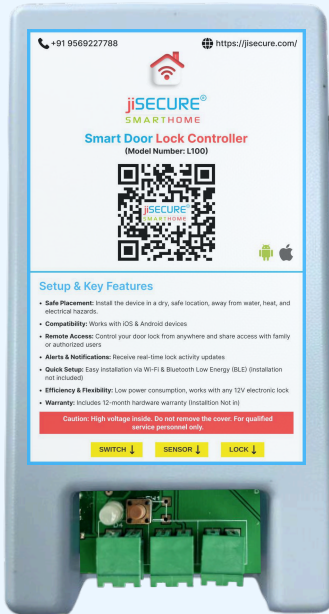 +91 9569227788
https://jisecure.com/
jiSECURE®
SMARTHOME
Smart Door Lock Controller
(Model Number: L100)
jiSECURE®
SMARTHOME
Setup & Key Features
• Safe Placement: Install the device in a dry, safe location, away from water, heat, and
electrical hazards.
• Compatibility: Works with iOS & Android devices
• Remote Access: Control your door lock from anywhere and share access with family
or authorized users
• Alerts & Notifications: Receive real-time lock activity updates
• Quick Setup: Easy installation via Wi-Fi & Bluetooth Low Energy (BLE) (Installation
not included)
• Efficiency & Flexibility: Low power consumption, works with any 12V electronic lock
• Warranty: Includes 12-month hardware warranty (Installtion Not in)
Caution: High voltage inside. Do not remove the cover. For qualified
service personnel only.
SWITCH ↓
SENSOR ↓
LOCK ↓